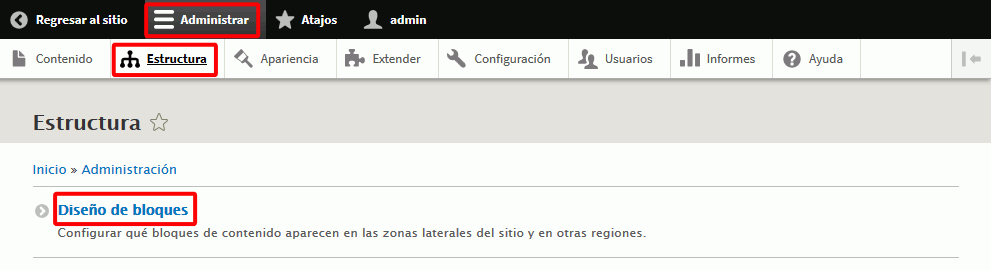 Regresar al sitio Administrar Atajos admin
Contenido Estructura Apariencia Extender Configuración Usuarios Informes Ayuda
Estructura
Inicio » Administración
Diseño de bloques
Configurar qué bloques de contenido aparecen en las zonas laterales del sitio y en otras regiones.